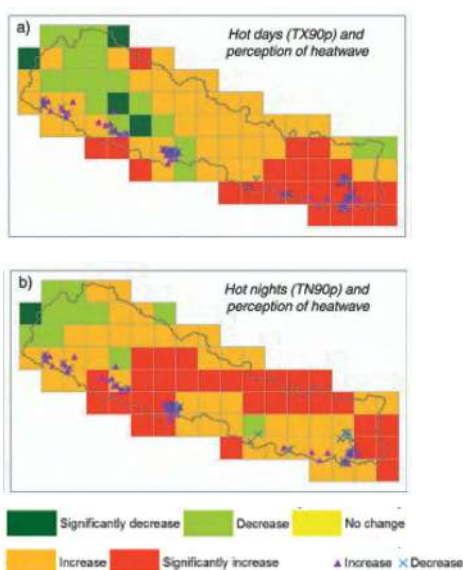 a)
Hot days (TX90p) and
perception of heatwave
b)
Hot nights (TN90p) and
perception of heatwave
Significantly decrease Decrease No change
Increase Significantly increase Increase Decrease